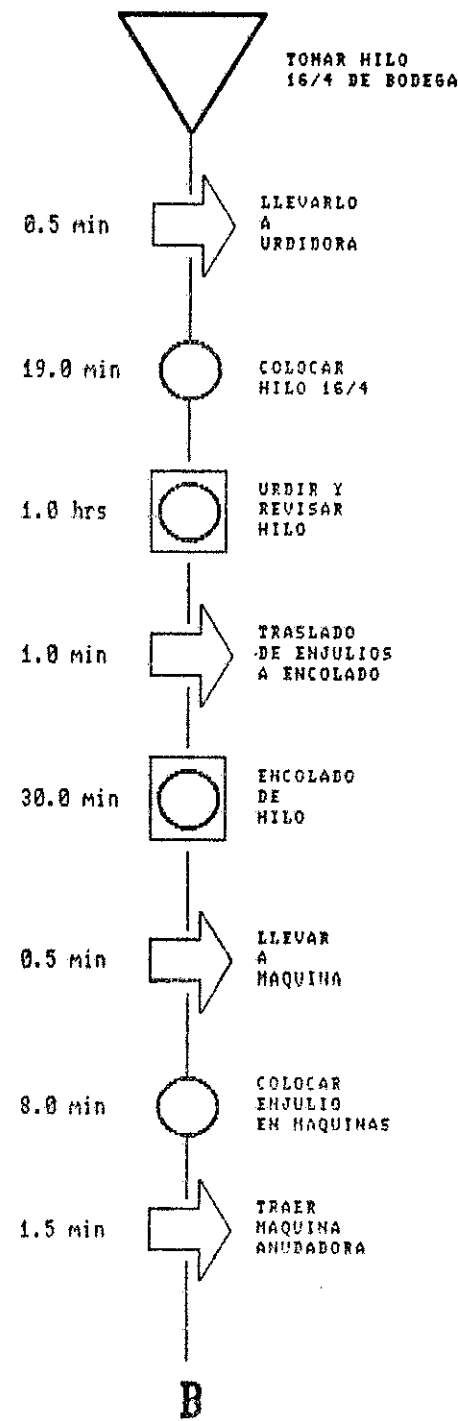 TOMAR HILO
16/4 DE BODEGA
0.5 min
LLEVARLO
A
URDIDORA
19.0 min
COLOCAR
HILO 16/4
1.0 hrs
URDIR Y
REVISAR
HILO
1.0 min
TRASLADO
DE ENJULIOS
A ENCOLADO
30.0 min
ENCOLADO
DE
HILO
0.5 min
LLEVAR
A
MAQUINA
8.0 min
COLOCAR
ENJULIO
EN MAQUINAS
1.5 min
TRAER
MAQUINA
ANUDADORA
B